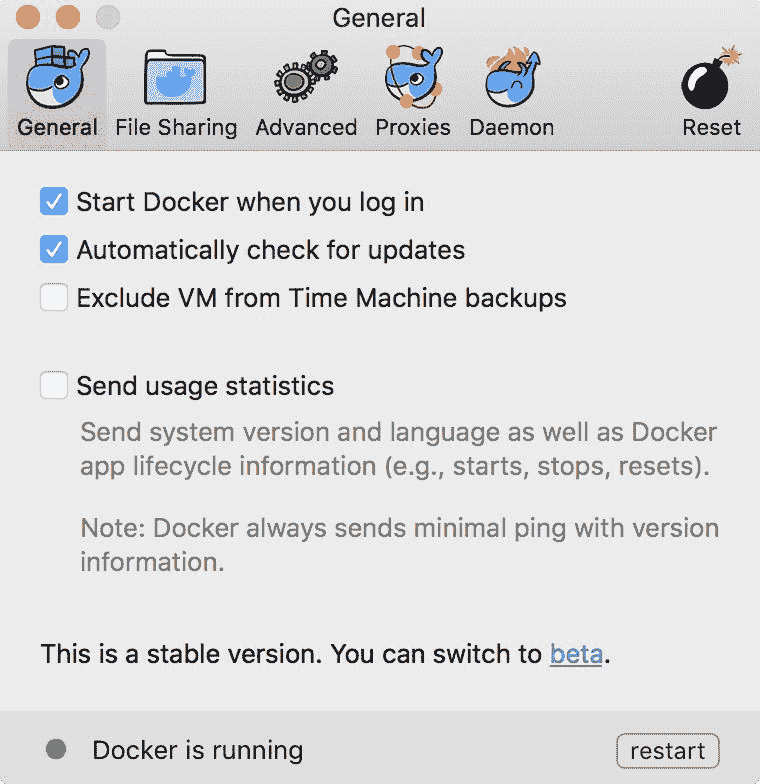 General
General
File Sharing
Advanced
Proxies
Daemon
Reset
Start Docker when you log in
Automatically check for updates
Exclude VM from Time Machine backups
Send usage statistics
Send system version and language as well as Docker
app lifecycle information (e.g., starts, stops, resets).
Note: Docker always sends minimal ping with version
information.
This is a stable version. You can switch to beta.
Docker is running
restart